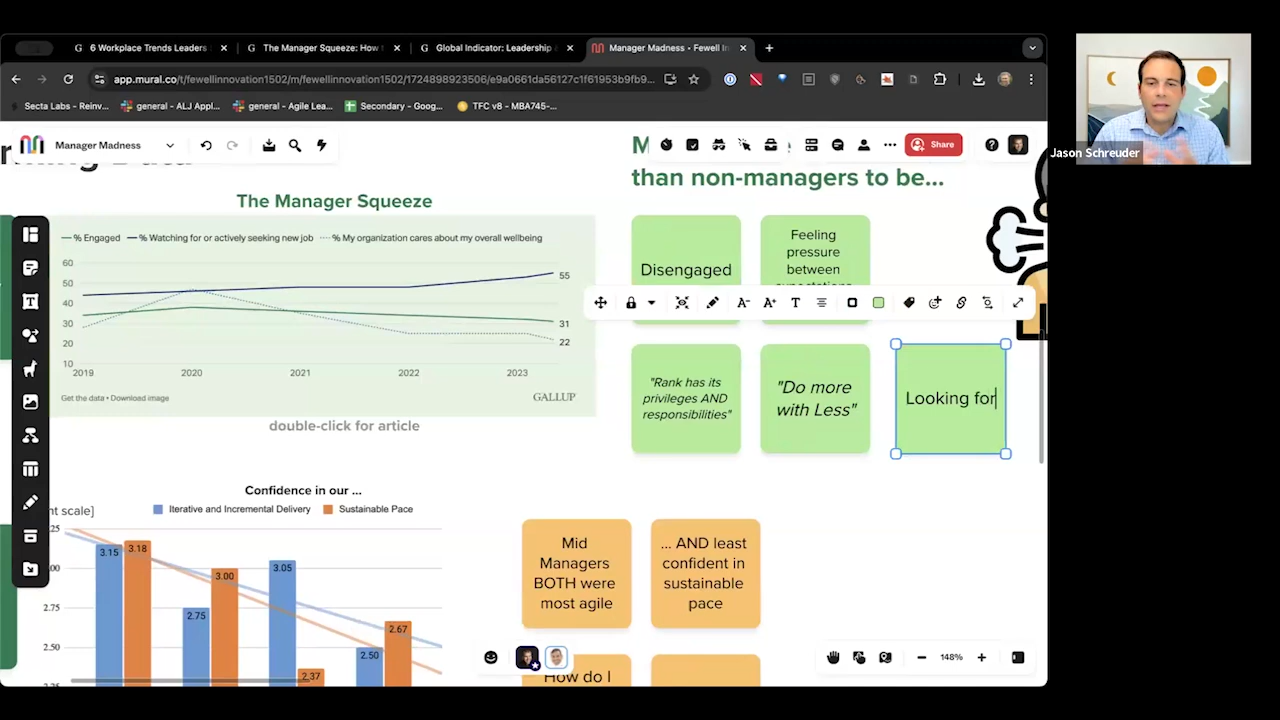 6 Workplace Trends Leaders
The Manager Squeeze: How
Global Indicator: Leadership
Manager Madness • Fewell In
app.mural.co/t/fewellinnovation1502/m/fewellinnovation1502/1724898923506/e9a0661da56127c1f61953b9fb9...
Secta Labs - Reinv...
general - ALJ Appl...
general - Agile Lea...
Secondary - Goog...
TFC v8 - MBA745-...
Jason Schreuder
Manager Madness
Share
M
than non-managers to be...
The Manager Squeeze
% Engaged
% Watching for or actively seeking new job
% My organization cares about my overall wellbeing
60
50
40
30
20
10
55
31
22
2019
2020
2021
2022
2023
Get the data • Download image
GALLUP
double-click for article
Disengaged
Feeling
pressure
between
"Rank has its
privileges AND
responsibilities"
"Do more
with Less"
Looking for
Confidence in our ...
nt scale]
Iterative and Incremental Delivery
Sustainable Pace
.25
.00
2.75
2.50
3.15
3.18
2.75
3.00
3.05
2.37
2.50
2.67
Mid
Managers
BOTH were
most agile
... AND least
confident in
sustainable
pace
How do I
148%